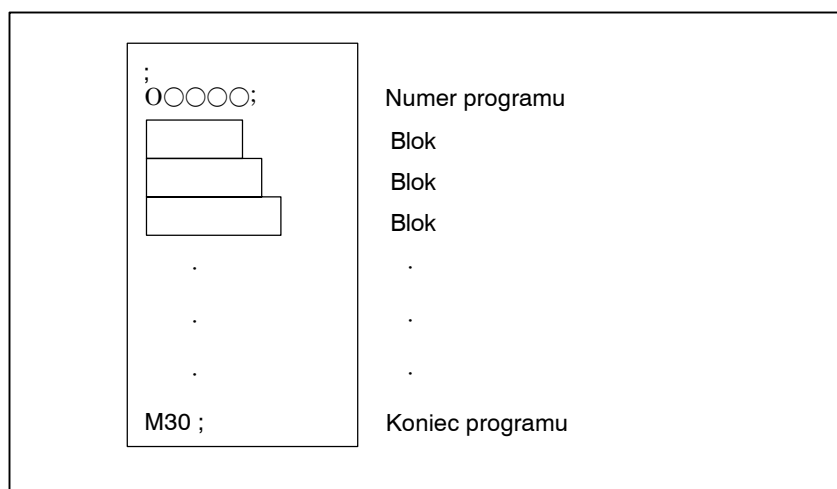 ;
O○○○○; Numer programu
Blok
Blok
Blok
. .
. .
. .
M30 ; Koniec programu